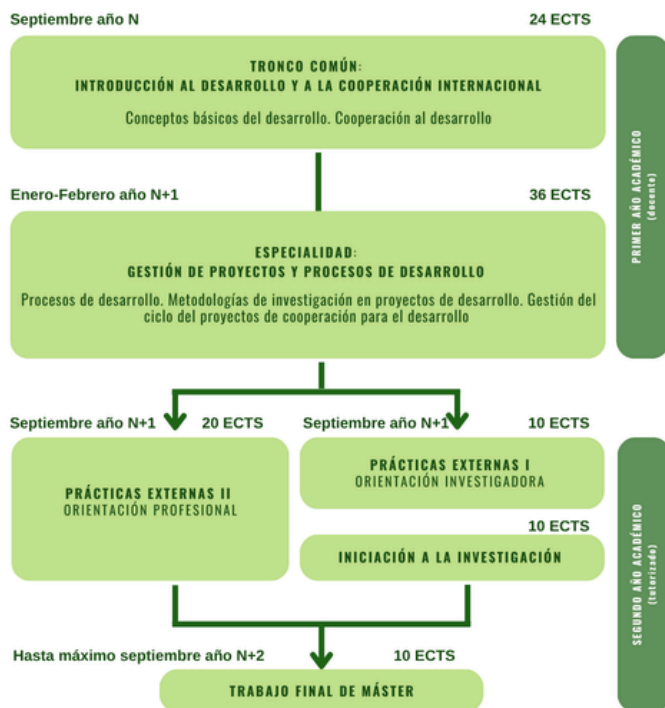 Septiembre año N
24 ECTS
TRONCO COMÚN:
INTRODUCCIÓN AL DESARROLLO Y A LA COOPERACIÓN INTERNACIONAL
Conceptos básicos del desarrollo. Cooperación al desarrollo
PRIMER AÑO ACADÉMICO
(docente)
Enero-Febrero año N+1
36 ECTS
ESPECIALIDAD:
GESTIÓN DE PROYECTOS Y PROCESOS DE DESARROLLO
Procesos de desarrollo. Metodologías de investigación en proyectos de desarrollo. Gestión del
ciclo del proyectos de cooperación para el desarrollo
Septiembre año N+1
20 ECTS
PRÁCTICAS EXTERNAS II
ORIENTACIÓN PROFESIONAL
Septiembre año N+1
10 ECTS
PRÁCTICAS EXTERNAS I
ORIENTACIÓN INVESTIGADORA
10 ECTS
INICIACIÓN A LA INVESTIGACIÓN
SEGUNDO AÑO ACADÉMICO
(tutorizado)
Hasta máximo septiembre año N+2
10 ECTS
TRABAJO FINAL DE MÁSTER